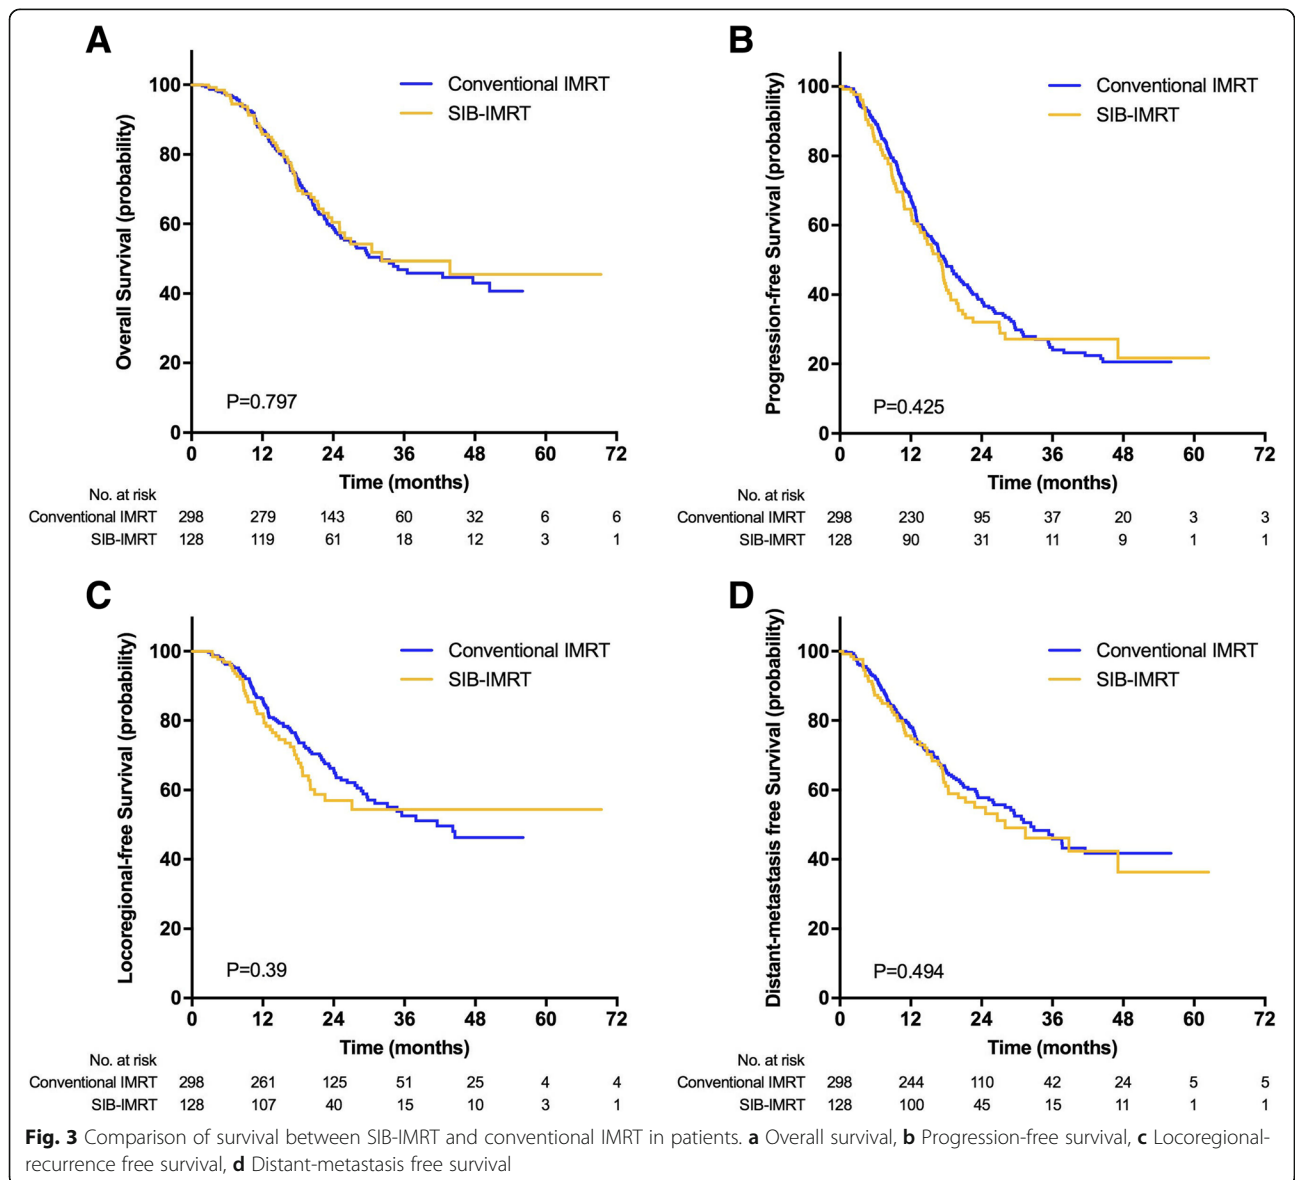 A
Overall Survival (probability)
100
80
60
40
20
0
Conventional IMRT
SIB-IMRT
P=0.797
0 12 24 36 48 60 72
Time (months)
No. at risk
Conventional IMRT 298 279 143 60 32 6 6
SIB-IMRT 128 119 61 18 12 3 1
B
Progression-free Survival (probability)
100
80
60
40
20
0
Conventional IMRT
SIB-IMRT
P=0.425
0 12 24 36 48 60 72
Time (months)
No. at risk
Conventional IMRT 298 230 95 37 20 3 3
SIB-IMRT 128 90 31 11 9 1 1
C
Locoregional-free Survival (probability)
100
80
60
40
20
0
Conventional IMRT
SIB-IMRT
P=0.39
0 12 24 36 48 60 72
Time (months)
No. at risk
Conventional IMRT 298 261 125 51 25 4 4
SIB-IMRT 128 107 40 15 10 3 1
D
Distant-metastasis free Survival (probability)
100
80
60
40
20
0
Conventional IMRT
SIB-IMRT
P=0.494
0 12 24 36 48 60 72
Time (months)
No. at risk
Conventional IMRT 298 244 110 42 24 5 5
SIB-IMRT 128 100 45 15 11 1 1
Fig. 3 Comparison of survival between SIB-IMRT and conventional IMRT in patients. a Overall survival, b Progression-free survival, c Locoregional-
recurrence free survival, d Distant-metastasis free survival